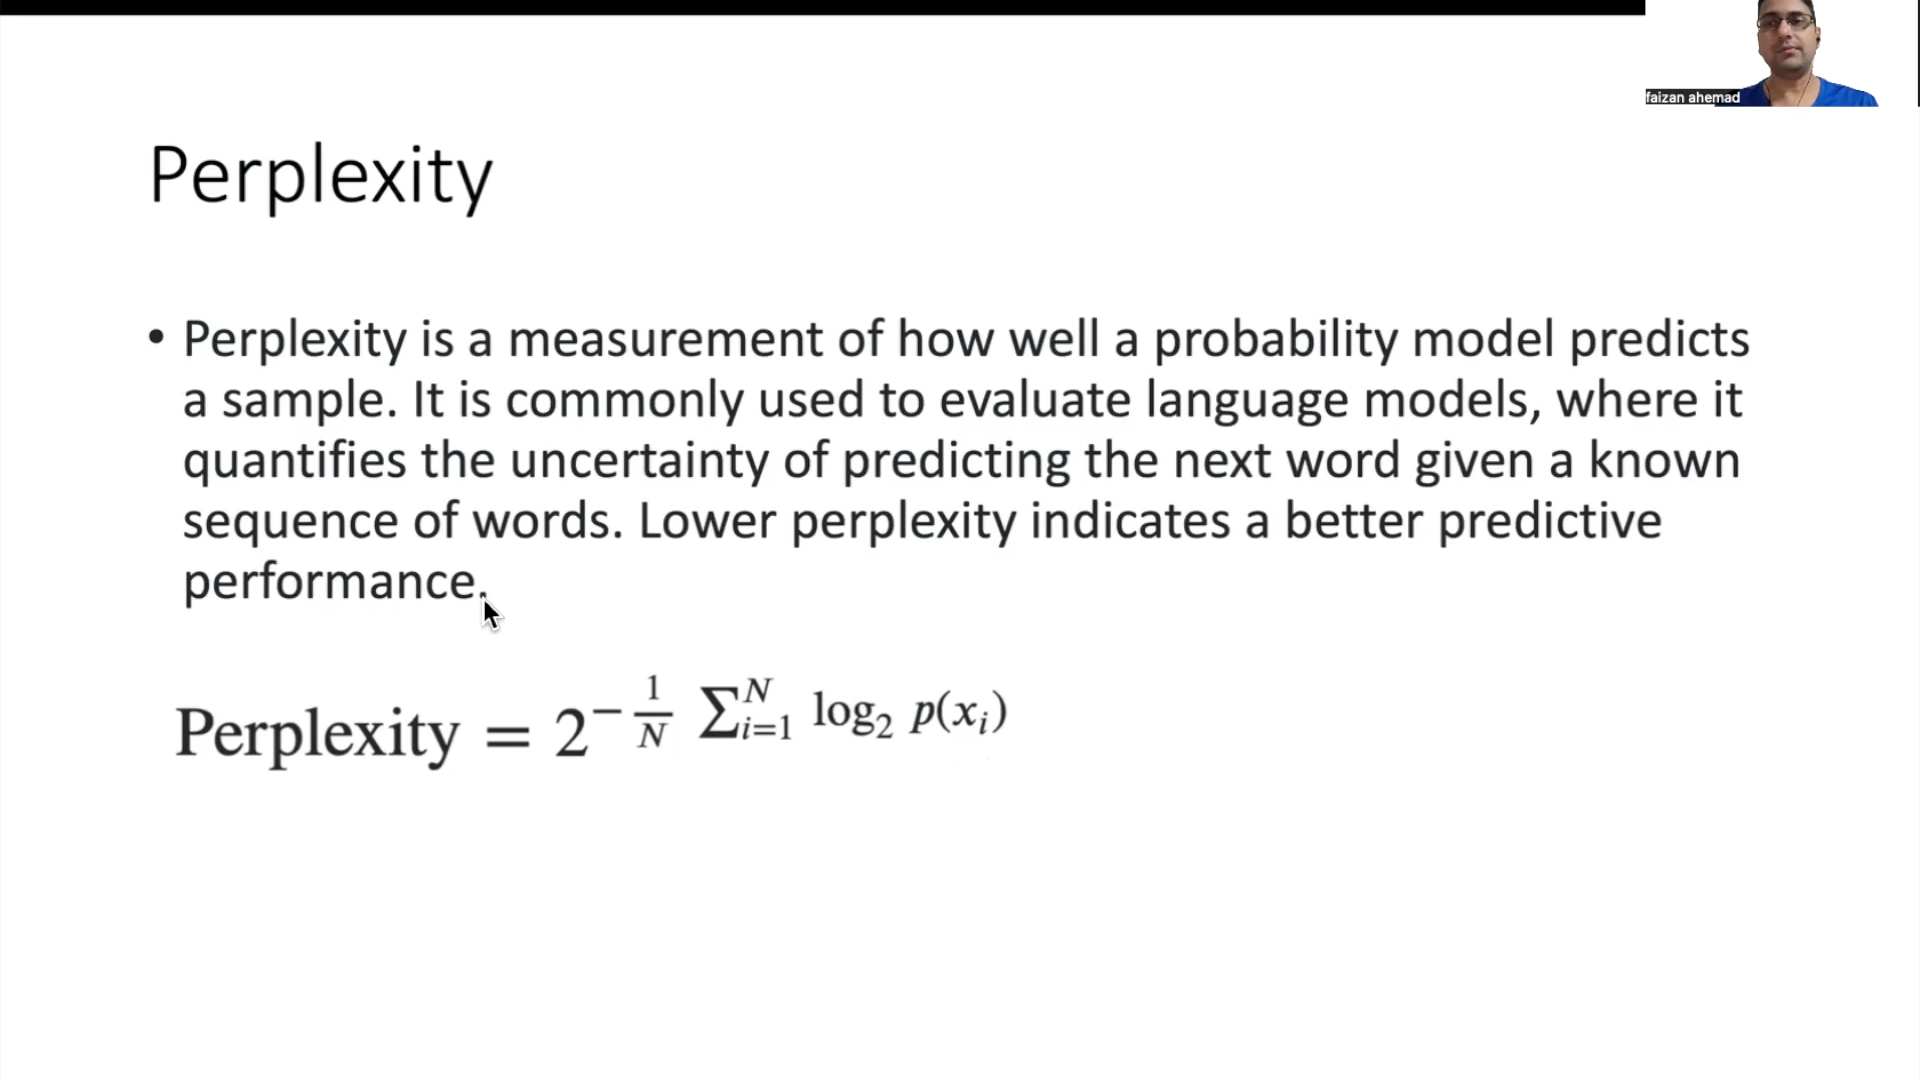 faizan ahemad
Perplexity
• Perplexity is a measurement of how well a probability model predicts
a sample. It is commonly used to evaluate language models, where it
quantifies the uncertainty of predicting the next word given a known
sequence of words. Lower perplexity indicates a better predictive
performance.
Perplexity = 2^{-\frac{1}{N} \sum_{i=1}^{N} \log_2 p(x_i)}